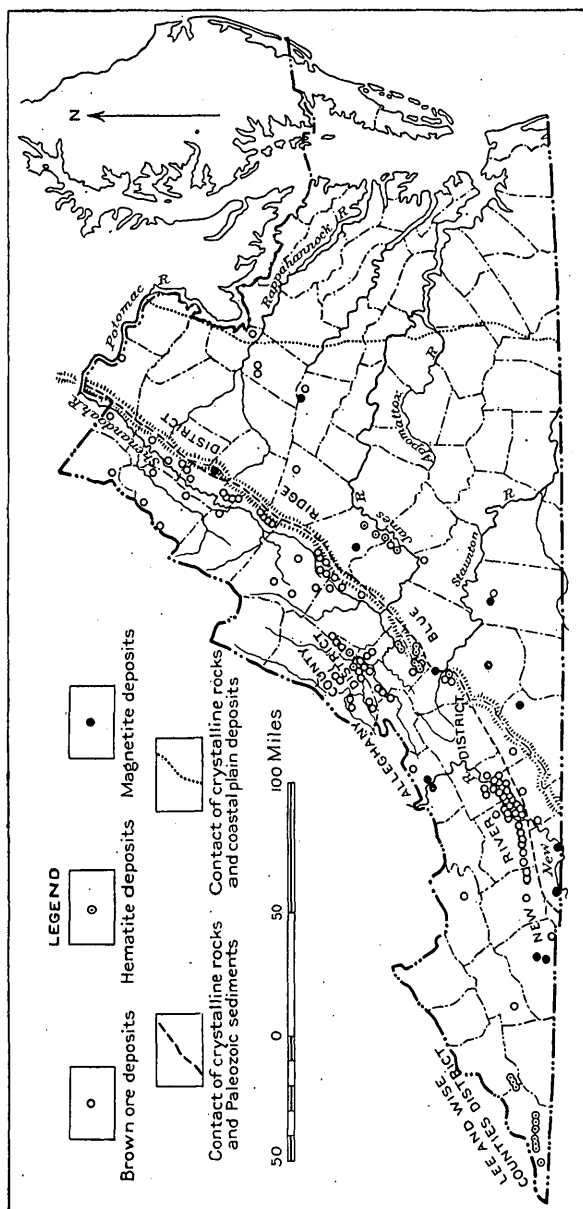 LEGEND
Brown ore deposits
Hematite deposits
Magnetite deposits
Contact of crystalline rocks
and Paleozoic sediments
Contact of crystalline rocks
and coastal plain deposits
50
0
50
100 Miles
N
Potomac
R
Shenandoah R
Rappahannock R
DISTRICT
RIDGE
BLUE
James
R
Appomattox
R
Staunton
R
ALLEGHANY
COUNTY
DISTRICT
NEW
RIVER
DISTRICT
New
R
LEE AND WISE
COUNTIES DISTRICT